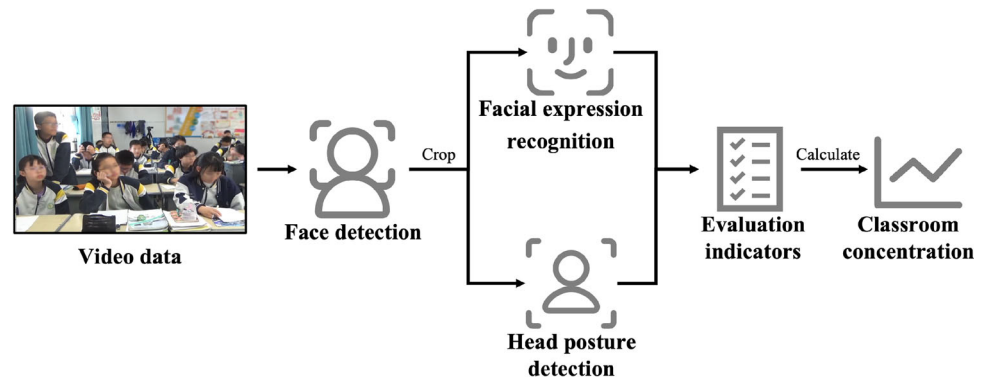 Video data
Face detection
Crop
Facial expression
recognition
Head posture
detection
Evaluation
indicators
Calculate
Classroom
concentration